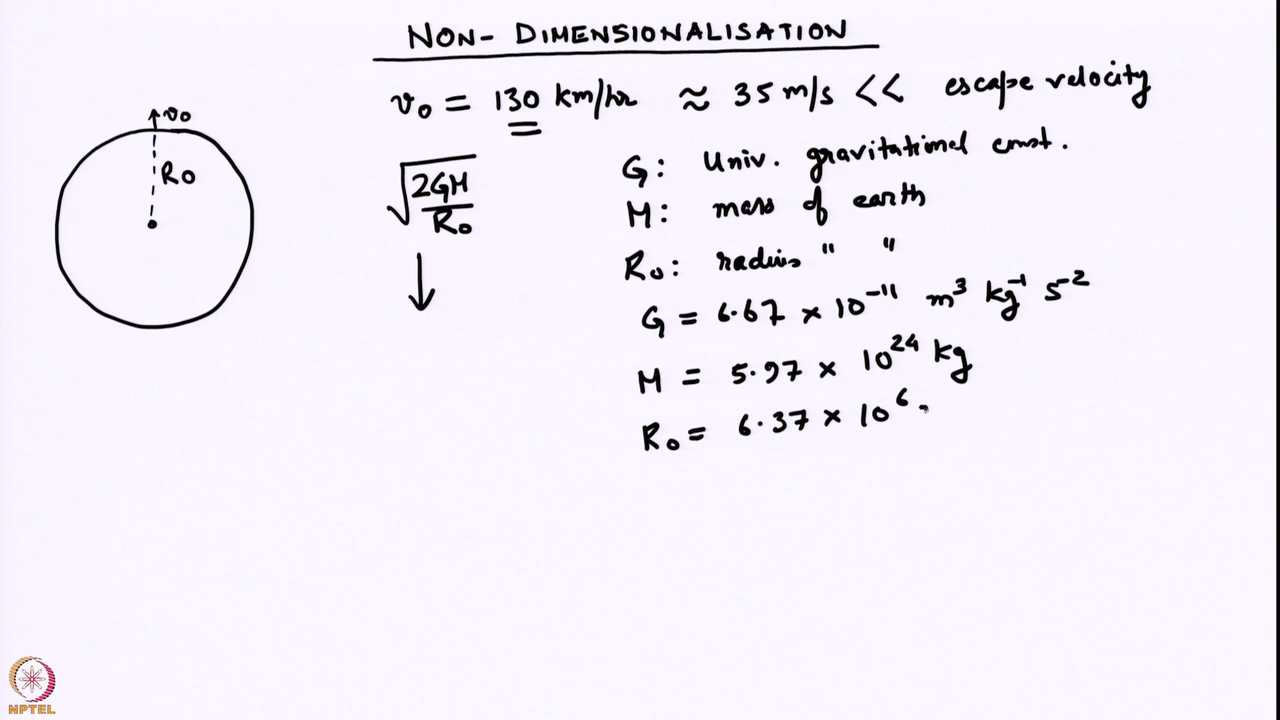 NON-DIMENSIONALISATION
v₀ = 130 km/hr ≈ 35 m/s << escape velocity
v₀
R₀
√(2GM/R₀)
↓
G: Univ. gravitational const.
M: mass of earth
R₀: radius " "
G = 6.67 × 10⁻¹¹ m³ kg⁻¹ s⁻²
M = 5.97 × 10²⁴ kg
R₀ = 6.37 × 10⁶
NPTEL